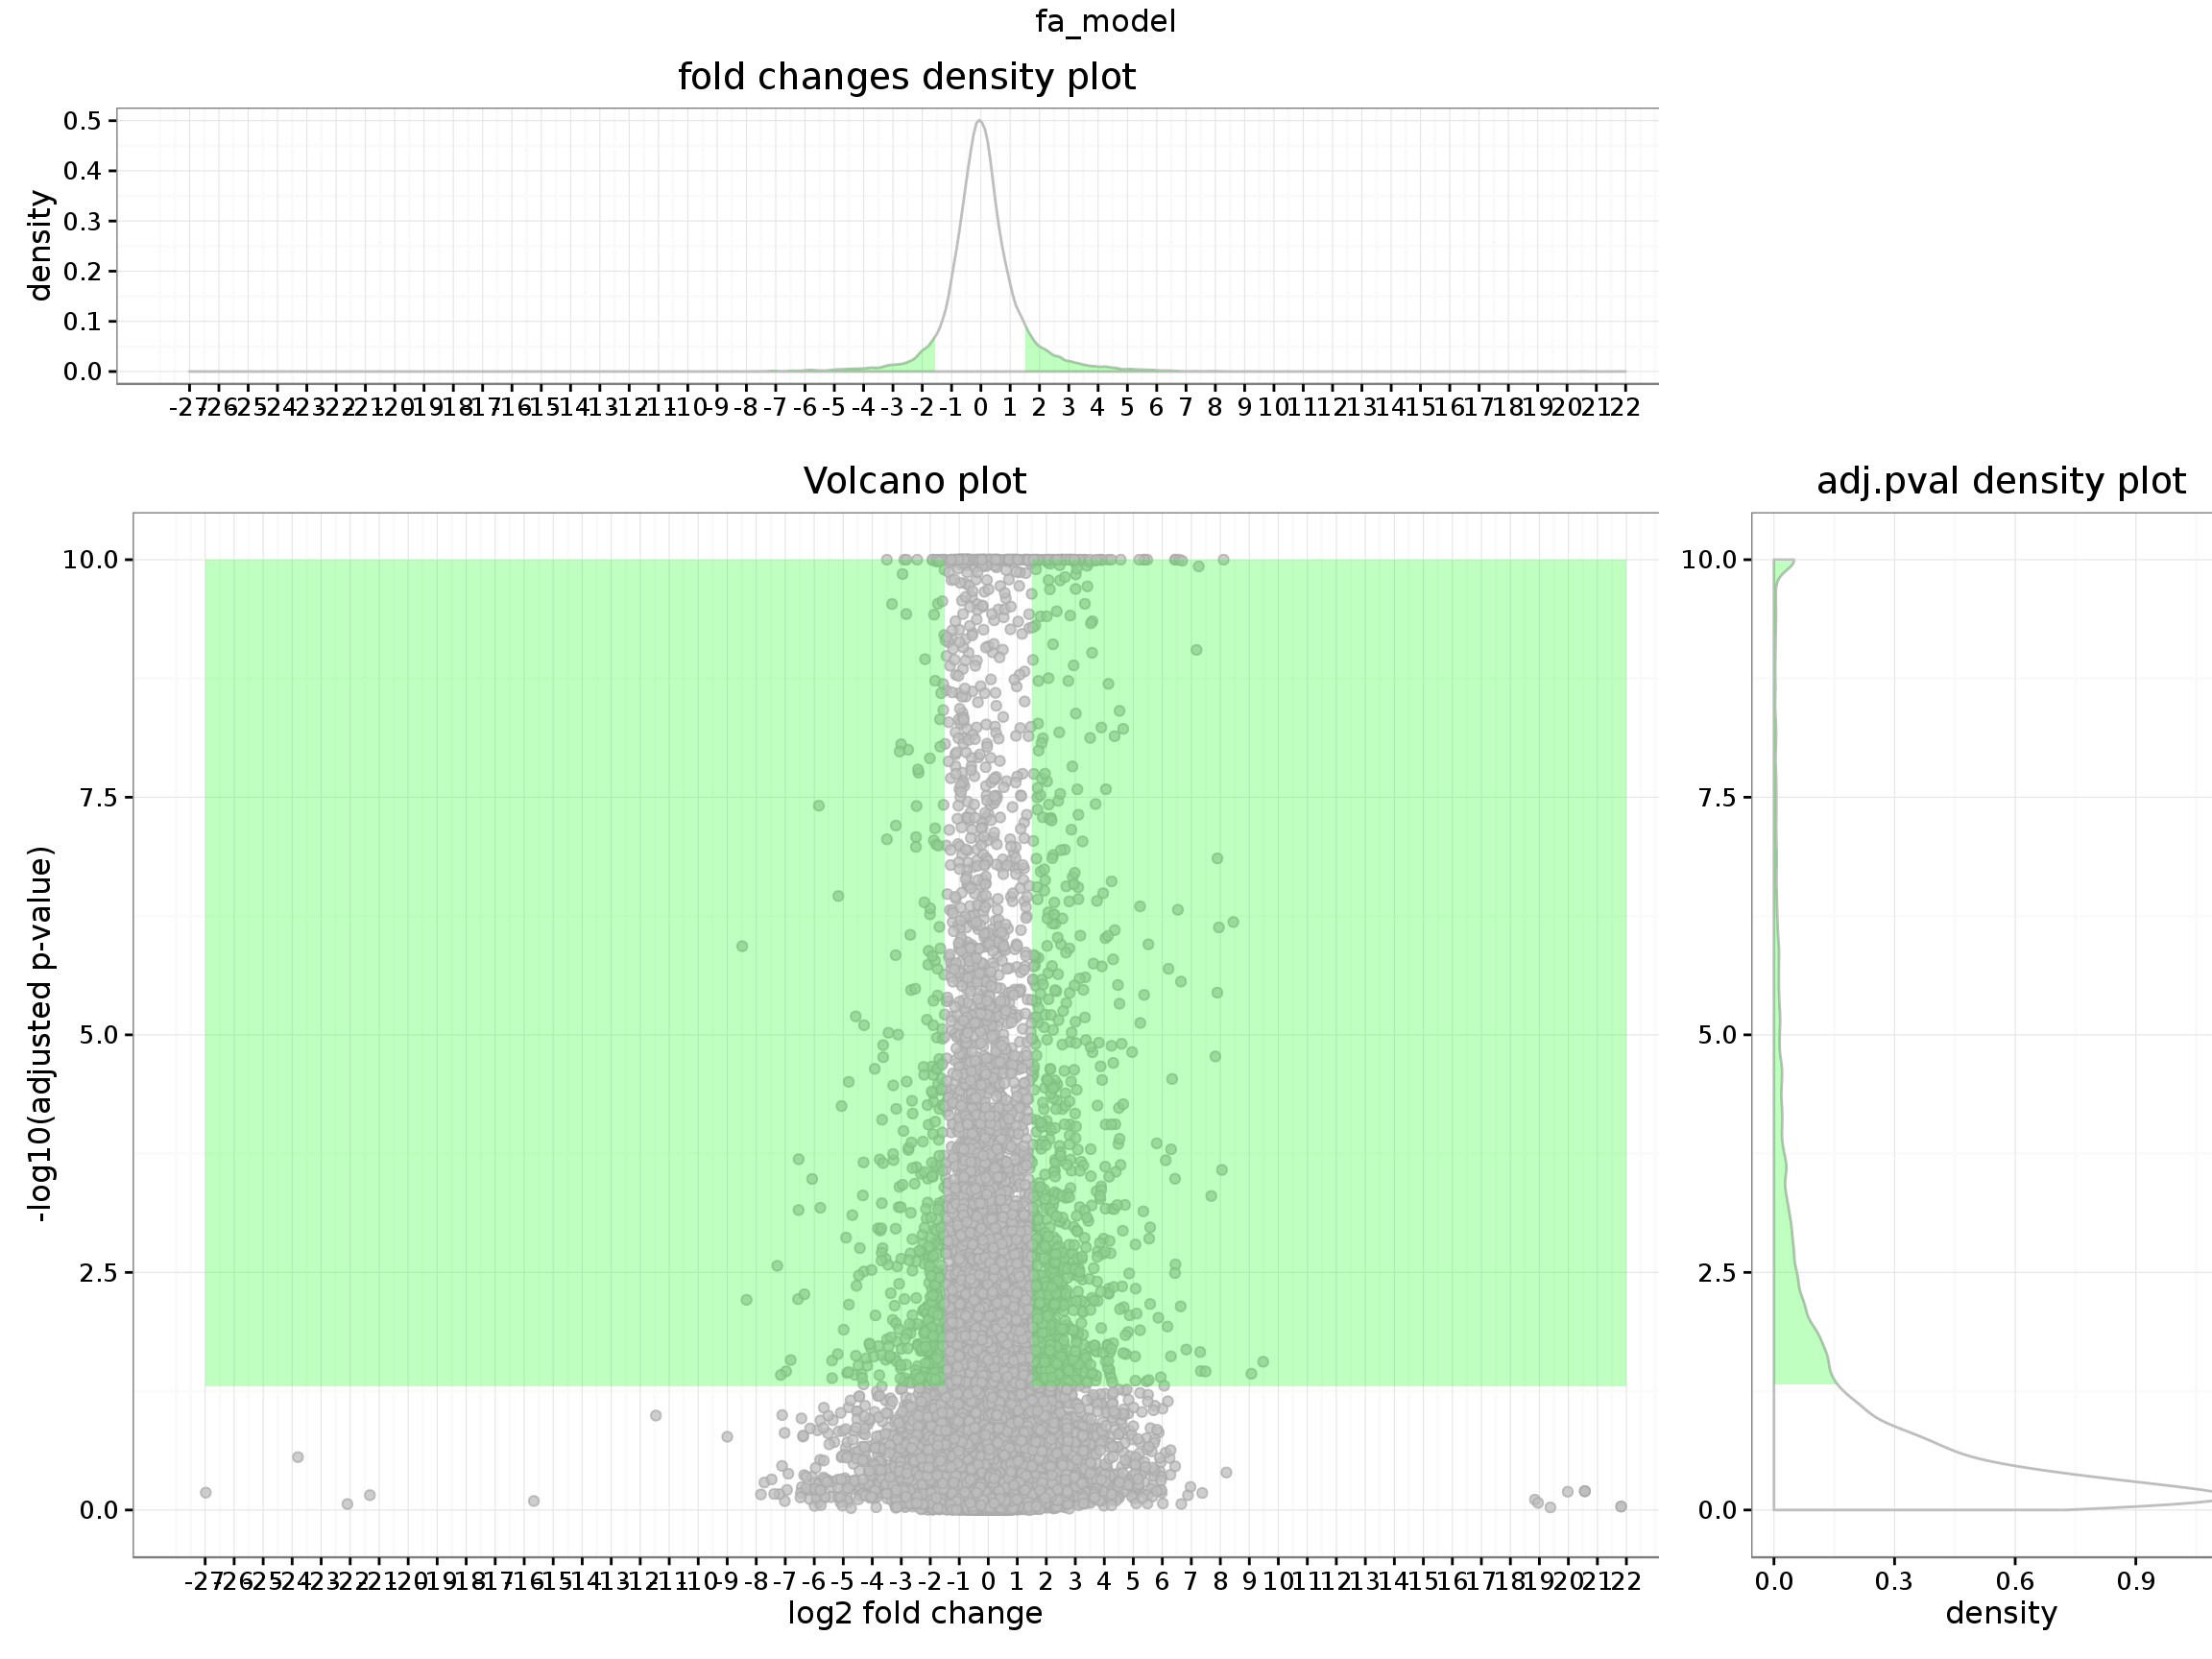 fa_model
fold changes density plot
0.5
0.4
0.3
0.2
0.1
0.0
density
-27 -26 -25 -24 -23 -22 -21 -20 -19 -18 -17 -16 -15 -14 -13 -12 -11 -10 -9 -8 -7 -6 -5 -4 -3 -2 -1 0 1 2 3 4 5 6 7 8 9 10 11 12 13 14 15 16 17 18 19 20 21 22
Volcano plot
10.0
7.5
5.0
2.5
0.0
-log10(adjusted p-value)
-27 -26 -25 -24 -23 -22 -21 -20 -19 -18 -17 -16 -15 -14 -13 -12 -11 -10 -9 -8 -7 -6 -5 -4 -3 -2 -1 0 1 2 3 4 5 6 7 8 9 10 11 12 13 14 15 16 17 18 19 20 21 22
log2 fold change
adj.pval density plot
10.0
7.5
5.0
2.5
0.0
0.0 0.3 0.6 0.9
density